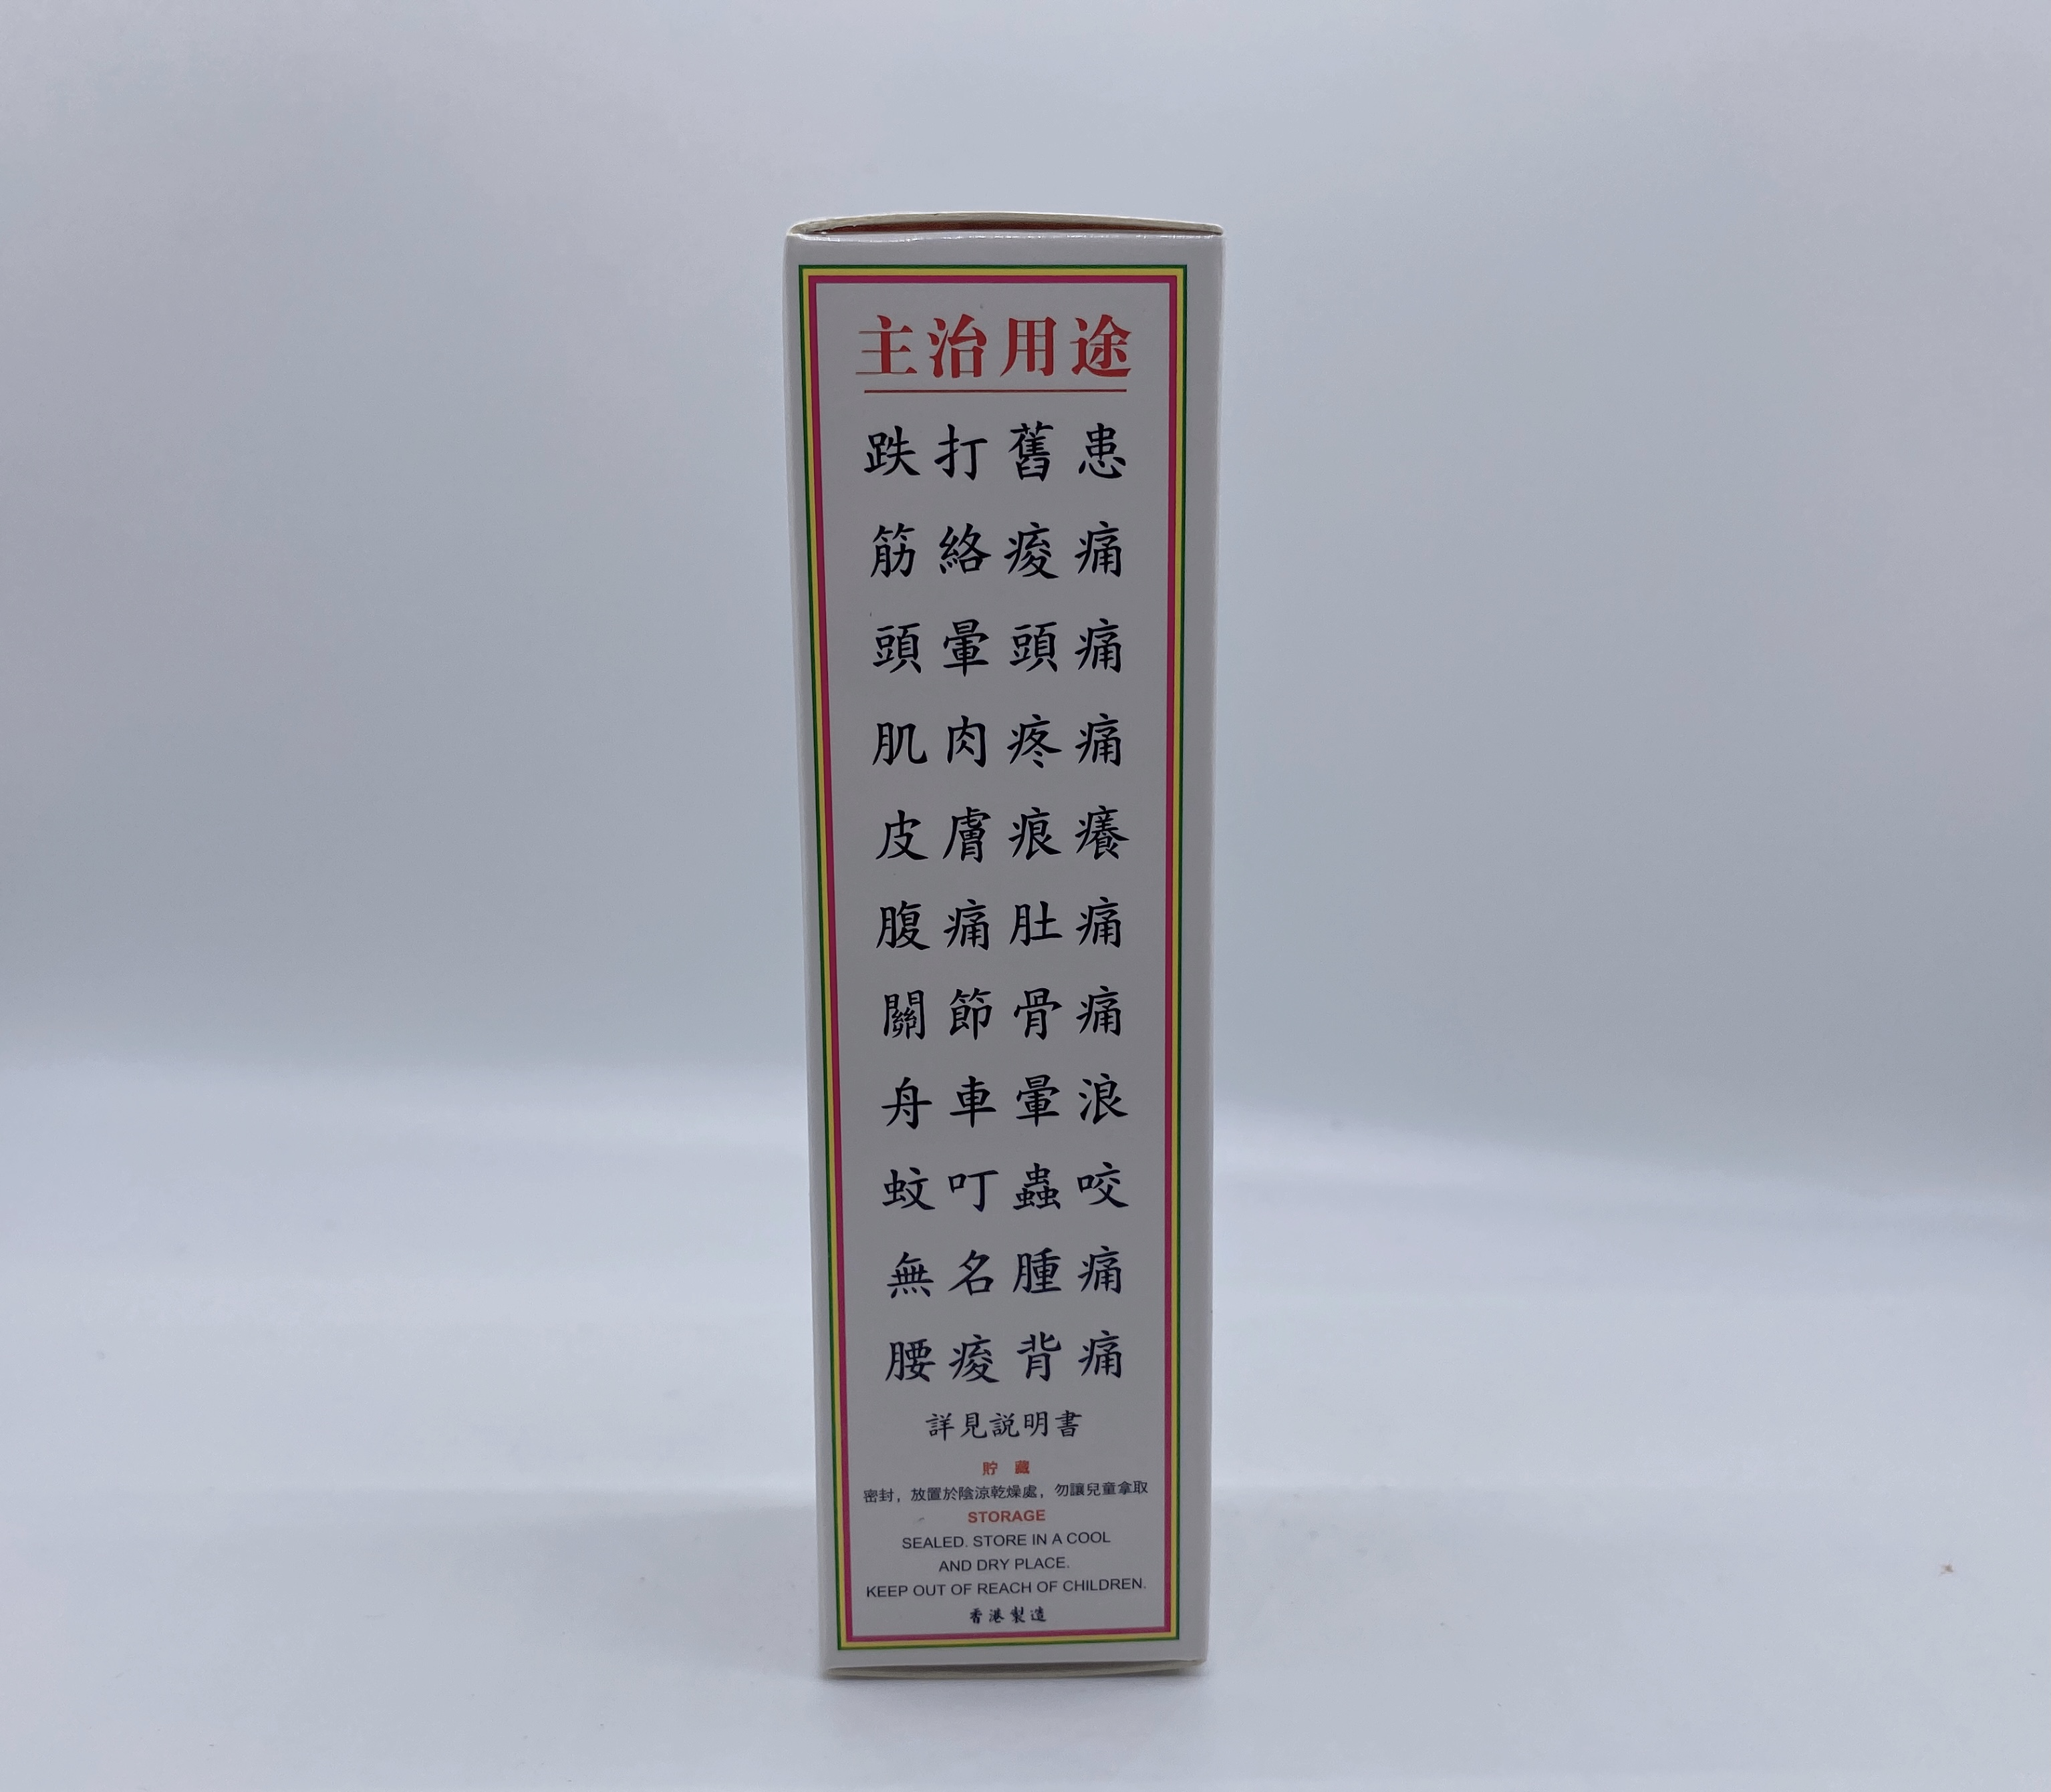 主治用途
跌打舊患
筋絡痠痛
頭暈頭痛
肌肉疼痛
皮膚痕癢
腹痛肚痛
關節骨痛
舟車暈浪
蚊叮蟲咬
無名腫痛
腰痠背痛
詳見説明書
貯藏
密封，放置於陰涼乾燥處，勿讓兒童拿取
STORAGE
SEALED. STORE IN A COOL
AND DRY PLACE.
KEEP OUT OF REACH OF CHILDREN.
香港製造